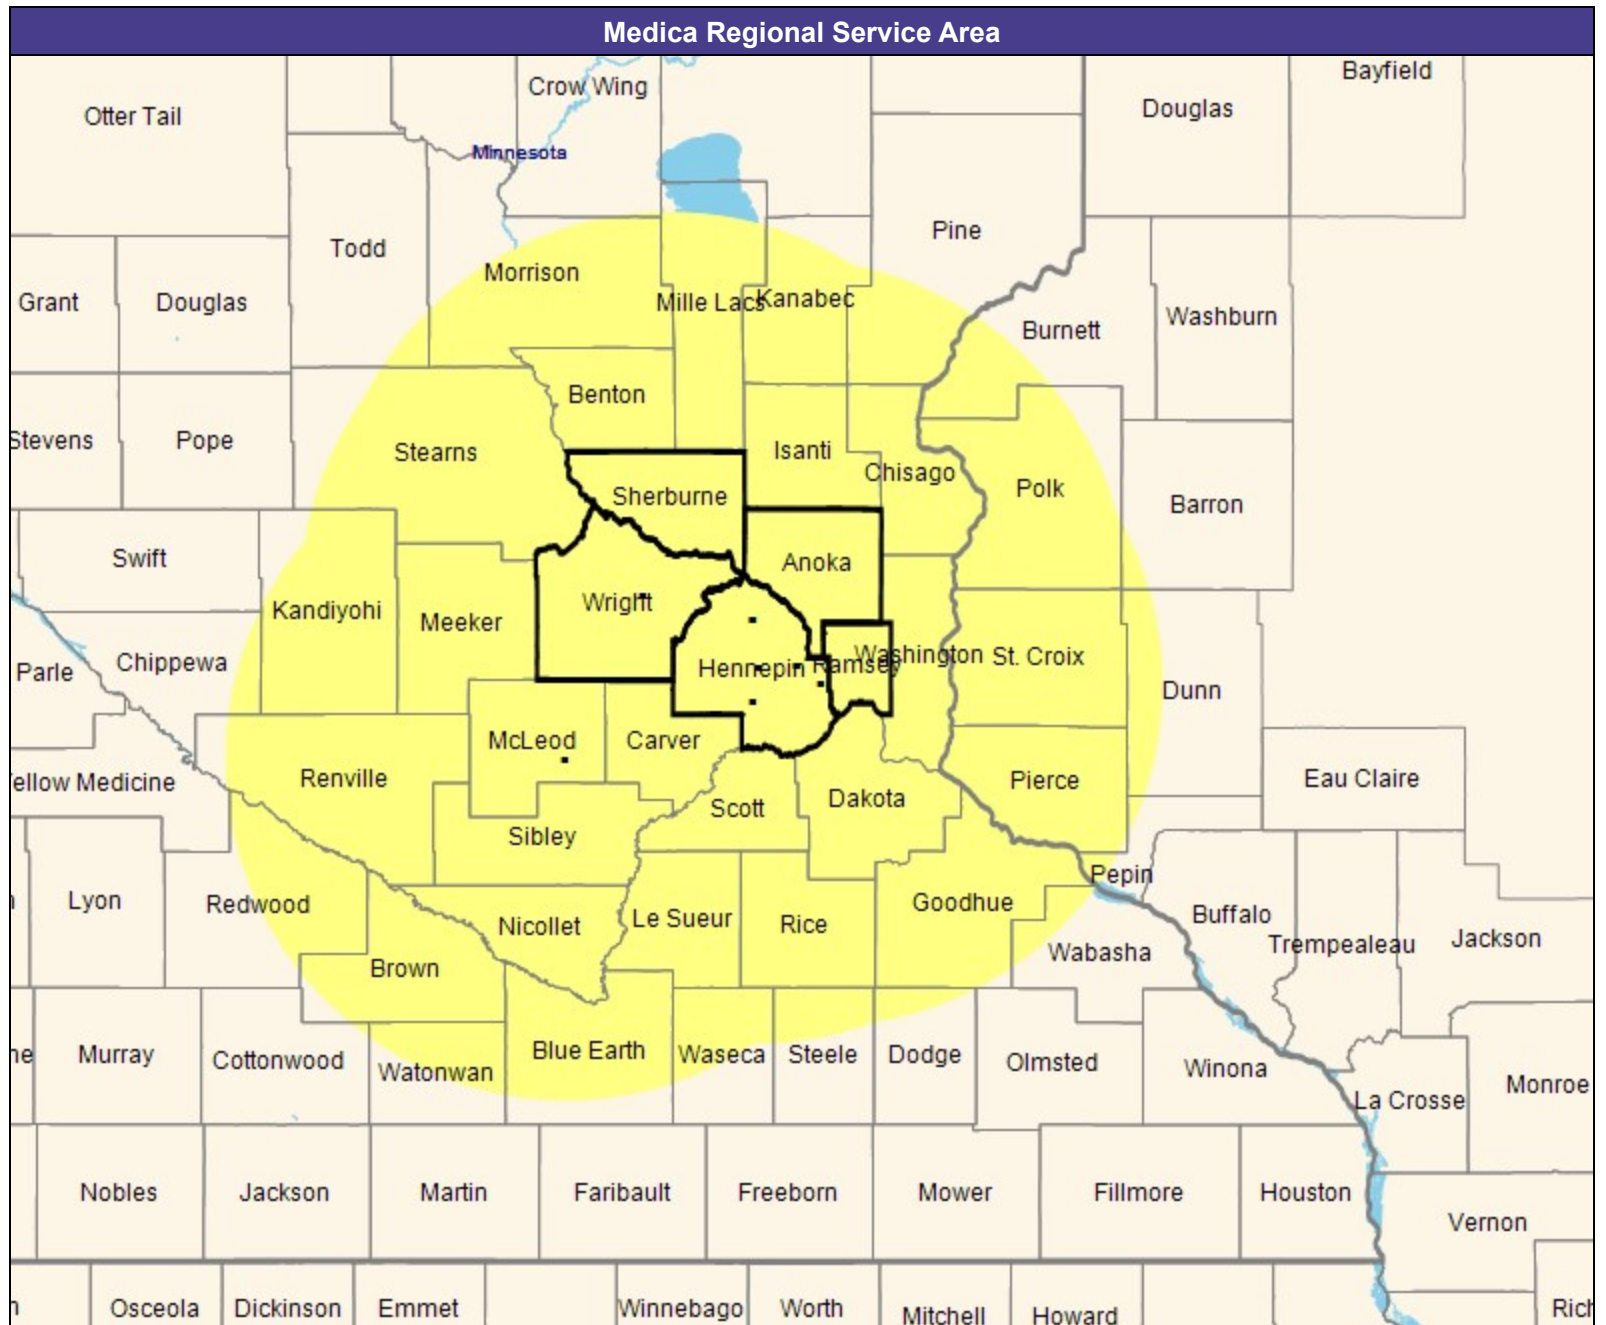 Medica Regional Service Area
Bayfield
Crow Wing
Douglas
Otter Tail
Minnesota
Pine
Todd
Morrison
Grant
Douglas
Mille Lacs
Kanabec
Washburn
Burnett
Benton
Stevens
Pope
Stearns
Isanti
Chisago
Polk
Sherburne
Barron
Swift
Anoka
Kandiyohi
Wright
Meeker
Parle
Chippewa
Hennepin
Ramsey
Washington
St. Croix
Dunn
McLeod
Carver
Renville
Yellow Medicine
Pierce
Eau Claire
Scott
Dakota
Sibley
Pepin
Lyon
Redwood
Nicollet
Le Sueur
Rice
Goodhue
Buffalo
Trempealeau
Jackson
Brown
Wabasha
ne
Murray
Cottonwood
Watonwan
Blue Earth
Waseca
Steele
Dodge
Olmsted
Winona
La Crosse
Monroe
Nobles
Jackson
Martin
Faribault
Freeborn
Mower
Fillmore
Houston
Vernon
Osceola
Dickinson
Emmet
Winnebago
Worth
Mitchell
Howard
Rich